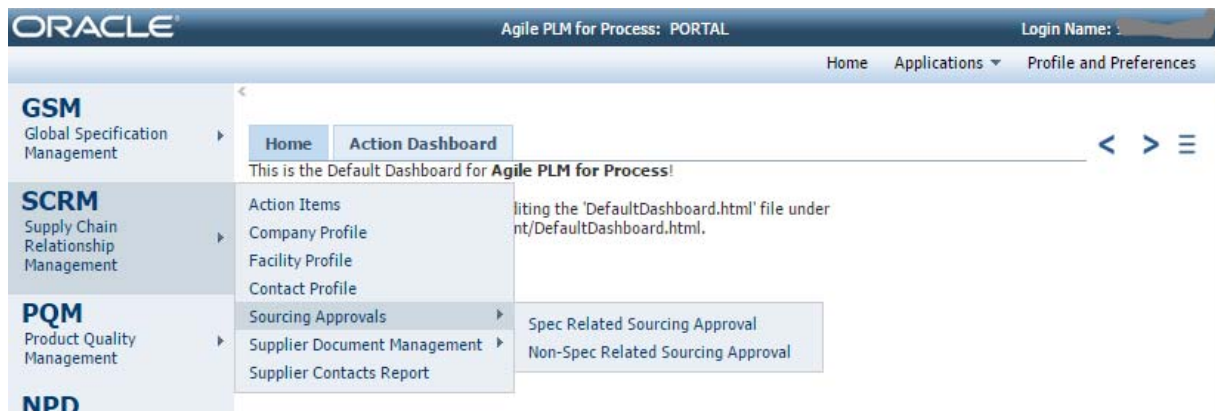 ORACLE
Agile PLM for Process: PORTAL
Login Name:
Home Applications Profile and Preferences
GSM
Global Specification
Management
Home Action Dashboard
This is the Default Dashboard for Agile PLM for Process!
SCRM
Supply Chain
Relationship
Management
Action Items
Company Profile
Facility Profile
Contact Profile
Sourcing Approvals
Supplier Document Management
Supplier Contacts Report
diting the 'DefaultDashboard.html' file under
nt/DefaultDashboard.html.
Spec Related Sourcing Approval
Non-Spec Related Sourcing Approval
PQM
Product Quality
Management
NPD